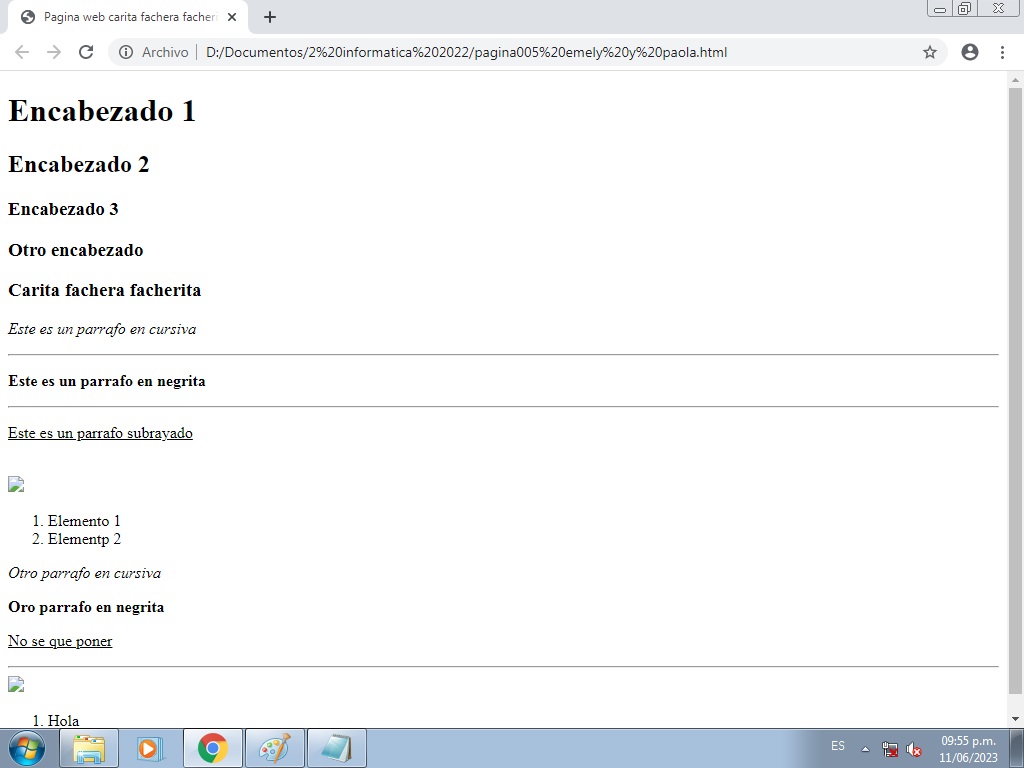 Pagina web carita fachera facheri
Archivo | D:/Documentos/2%20informatica%202022/pagina005%20emely%20y%20paola.html
Encabezado 1
Encabezado 2
Encabezado 3
Otro encabezado
Carita fachera facherita
Este es un parrafo en cursiva
Este es un parrafo en negrita
Este es un parrafo subrayado
1. Elemento 1
2. Elementp 2
Otro parrafo en cursiva
Oro parrafo en negrita
No se que poner
1. Hola
ES
09:55 p.m.
11/06/2023